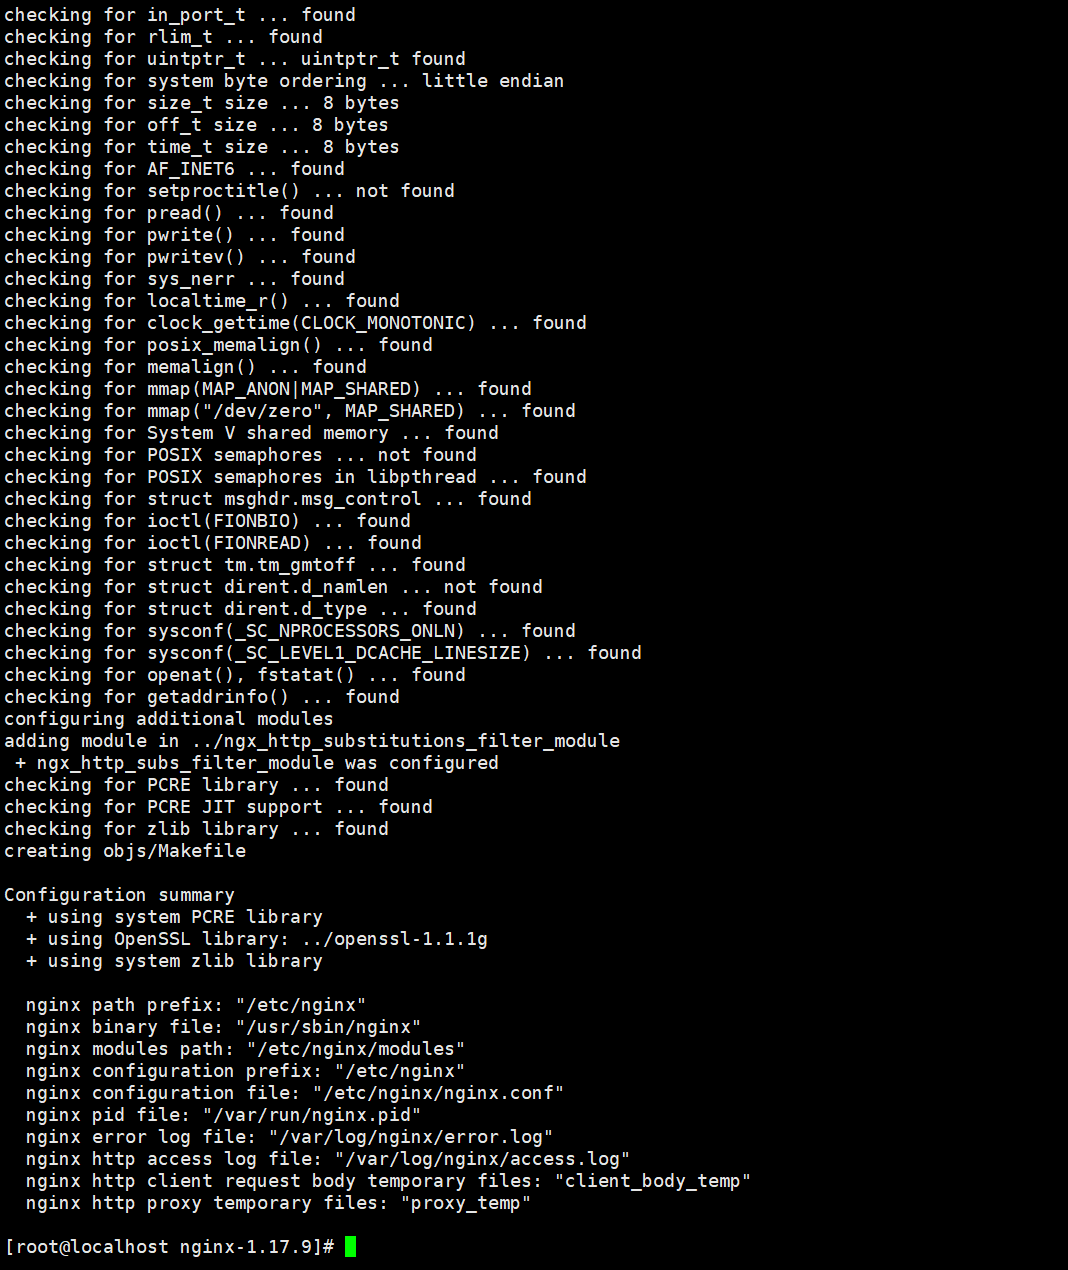 checking for in_port_t ... found
checking for rlim_t ... found
checking for uintptr_t ... uintptr_t found
checking for system byte ordering ... little endian
checking for size_t size ... 8 bytes
checking for off_t size ... 8 bytes
checking for time_t size ... 8 bytes
checking for AF_INET6 ... found
checking for setproctitle() ... not found
checking for pread() ... found
checking for pwrite() ... found
checking for pwritev() ... found
checking for sys_nerr ... found
checking for localtime_r() ... found
checking for clock_gettime(CLOCK_MONOTONIC) ... found
checking for posix_memalign() ... found
checking for memalign() ... found
checking for mmap(MAP_ANON|MAP_SHARED) ... found
checking for mmap("/dev/zero", MAP_SHARED) ... found
checking for System V shared memory ... found
checking for POSIX semaphores ... not found
checking for POSIX semaphores in libpthread ... found
checking for struct msghdr.msg_control ... found
checking for ioctl(FIONBIO) ... found
checking for ioctl(FIONREAD) ... found
checking for struct tm.tm_gmtoff ... found
checking for struct dirent.d_namlen ... not found
checking for struct dirent.d_type ... found
checking for sysconf(_SC_NPROCESSORS_ONLN) ... found
checking for sysconf(_SC_LEVEL1_DCACHE_LINESIZE) ... found
checking for openat(), fstatat() ... found
checking for getaddrinfo() ... found
configuring additional modules
adding module in ../ngx_http_substitutions_filter_module
 + ngx_http_subs_filter_module was configured
checking for PCRE library ... found
checking for PCRE JIT support ... found
checking for zlib library ... found
creating objs/Makefile

Configuration summary
  + using system PCRE library
  + using OpenSSL library: ../openssl-1.1.1g
  + using system zlib library

  nginx path prefix: "/etc/nginx"
  nginx binary file: "/usr/sbin/nginx"
  nginx modules path: "/etc/nginx/modules"
  nginx configuration prefix: "/etc/nginx"
  nginx configuration file: "/etc/nginx/nginx.conf"
  nginx pid file: "/var/run/nginx.pid"
  nginx error log file: "/var/log/nginx/error.log"
  nginx http access log file: "/var/log/nginx/access.log"
  nginx http client request body temporary files: "client_body_temp"
  nginx http proxy temporary files: "proxy_temp"

[root@localhost nginx-1.17.9]#